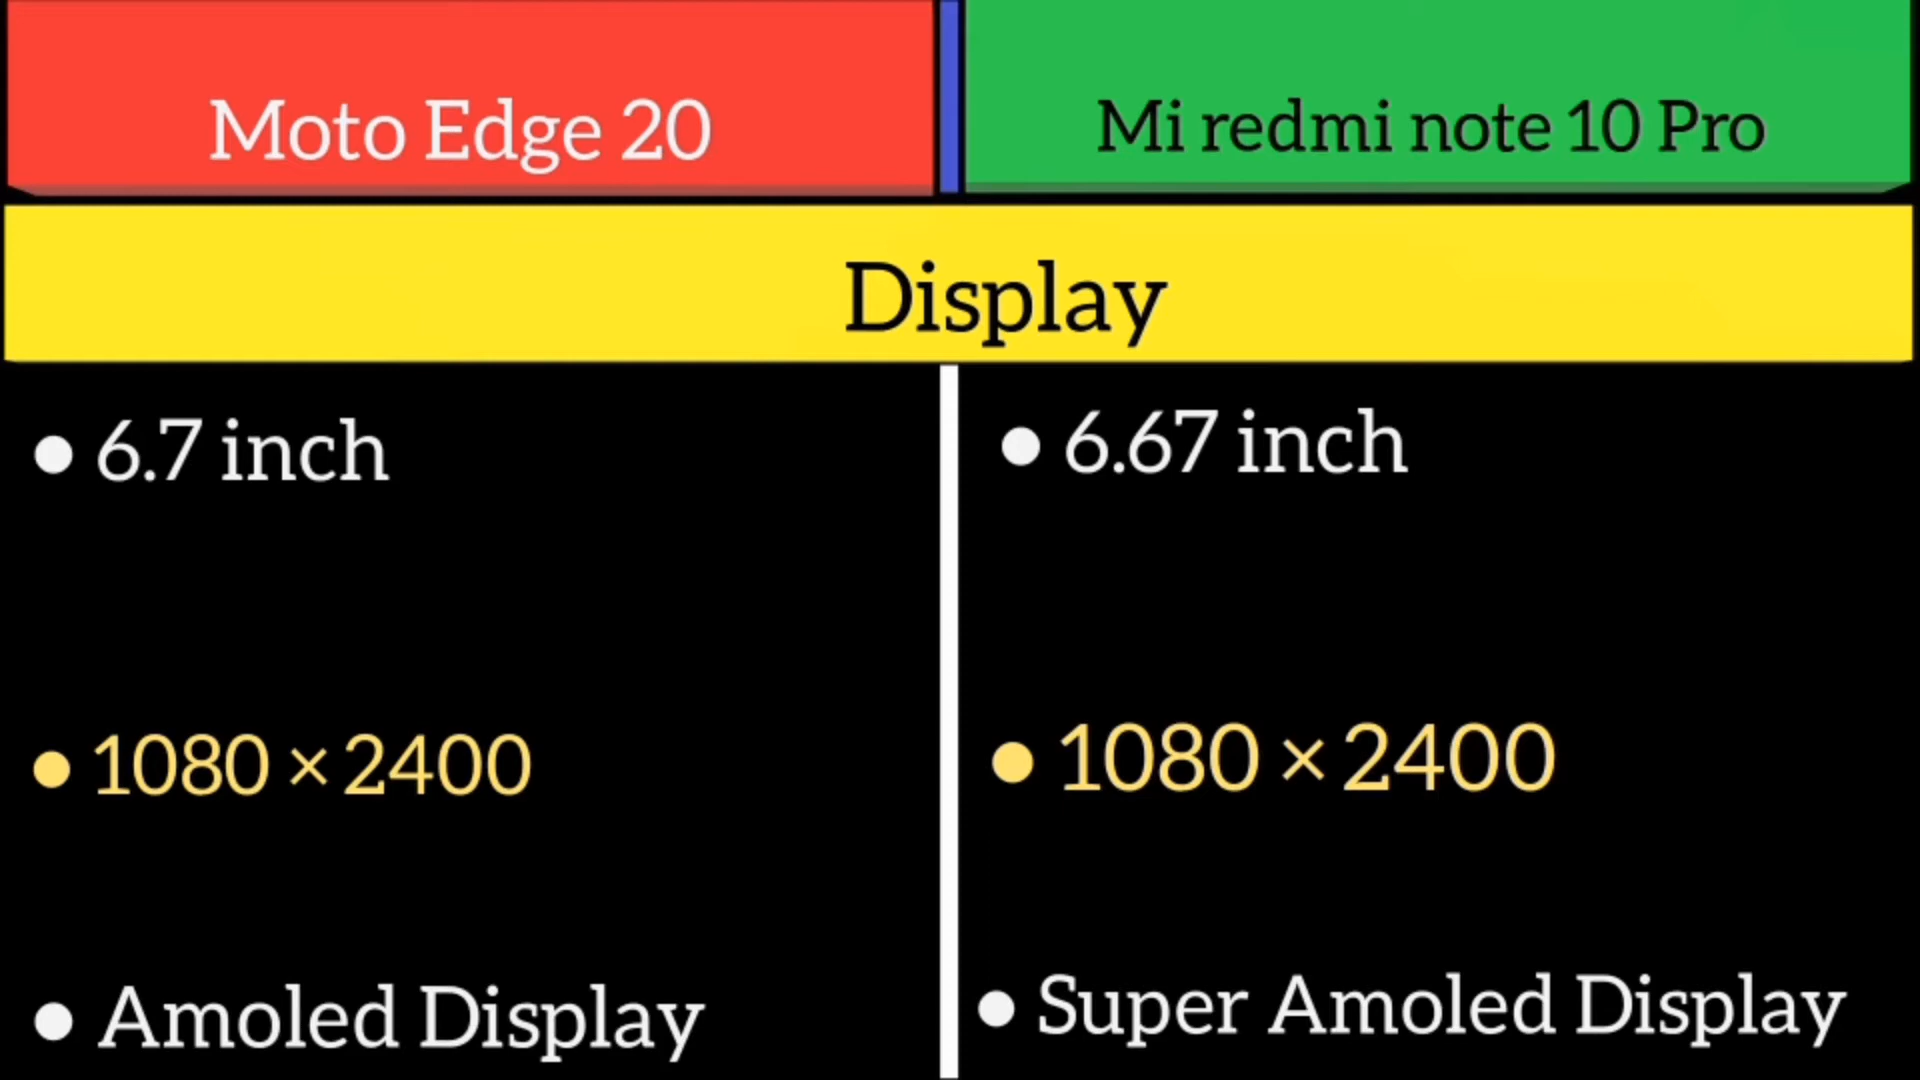 Moto Edge 20
Mi redmi note 10 Pro
Display
● 6.7 inch
● 6.67 inch
● 1080 × 2400
● 1080 × 2400
● Amoled Display
● Super Amoled Display